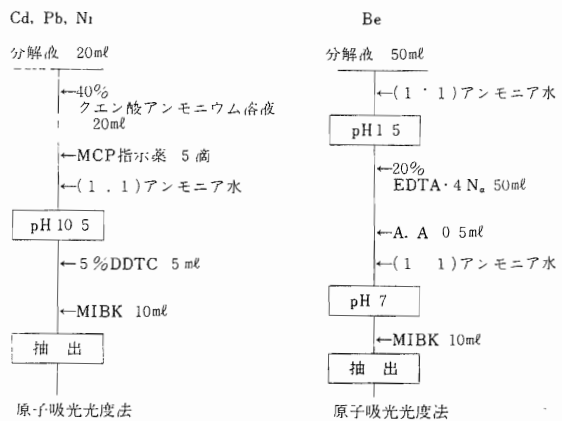 Cd, Pb, Ni
分解液 20mℓ
←40%
クエン酸アンモニウム溶液
20mℓ
←MCP指示薬 5滴
←(1.1)アンモニア水
pH 10 5
←5%DDTC 5mℓ
←MIBK 10mℓ
抽 出
原子吸光光度法
Be
分解液 50mℓ
←(1・1)アンモニア水
pH 1 5
←20%
EDTA・4Na 50mℓ
←A. A 0 5mℓ
←(1 1)アンモニア水
pH 7
←MIBK 10mℓ
抽 出
原子吸光光度法